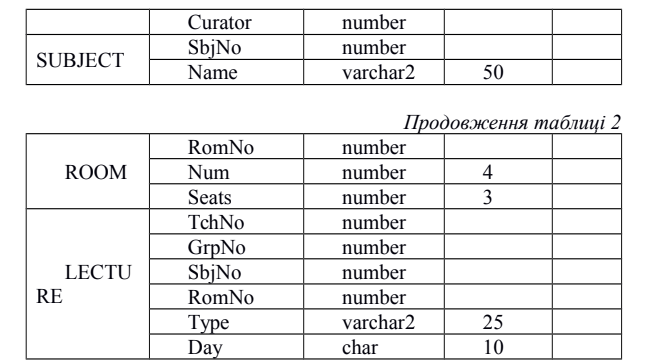 Curator number
SUBJECT SbjNo number
Name varchar2 50
Продовження таблиці 2
ROOM RomNo number
Num number 4
Seats number 3
LECTU
RE
TchNo number
GrpNo number
SbjNo number
RomNo number
Type varchar2 25
Day char 10